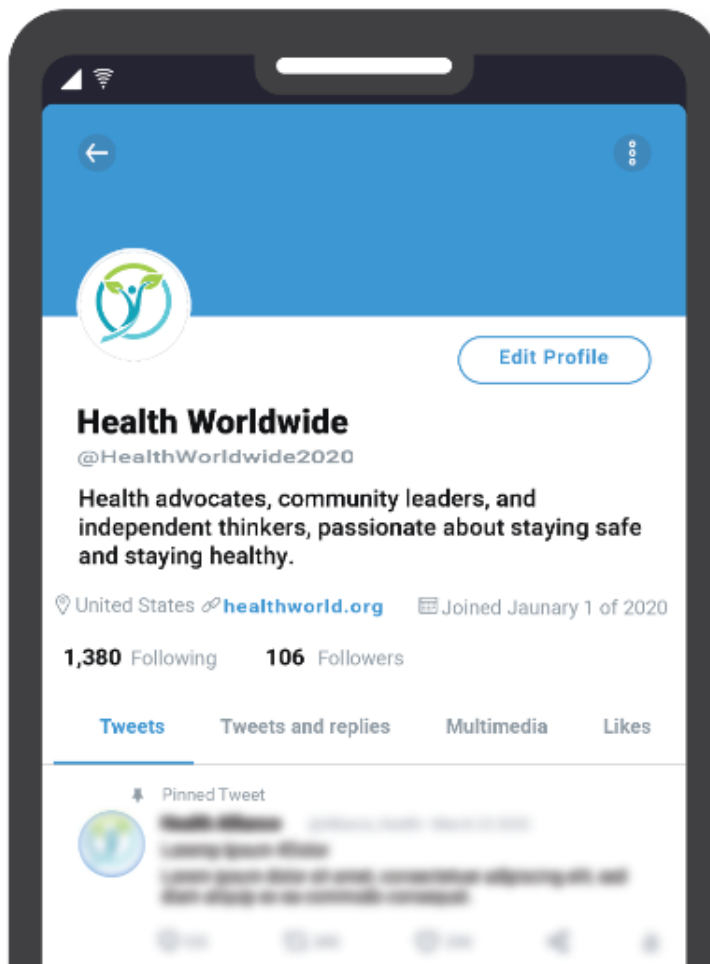 Edit Profile
Health Worldwide
@HealthWorldwide2020
Health advocates, community leaders, and
independent thinkers, passionate about staying safe
and staying healthy.
United States healthworld.org Joined Jaunary 1 of 2020
1,380 Following 106 Followers
Tweets Tweets and replies Multimedia Likes
Pinned Tweet